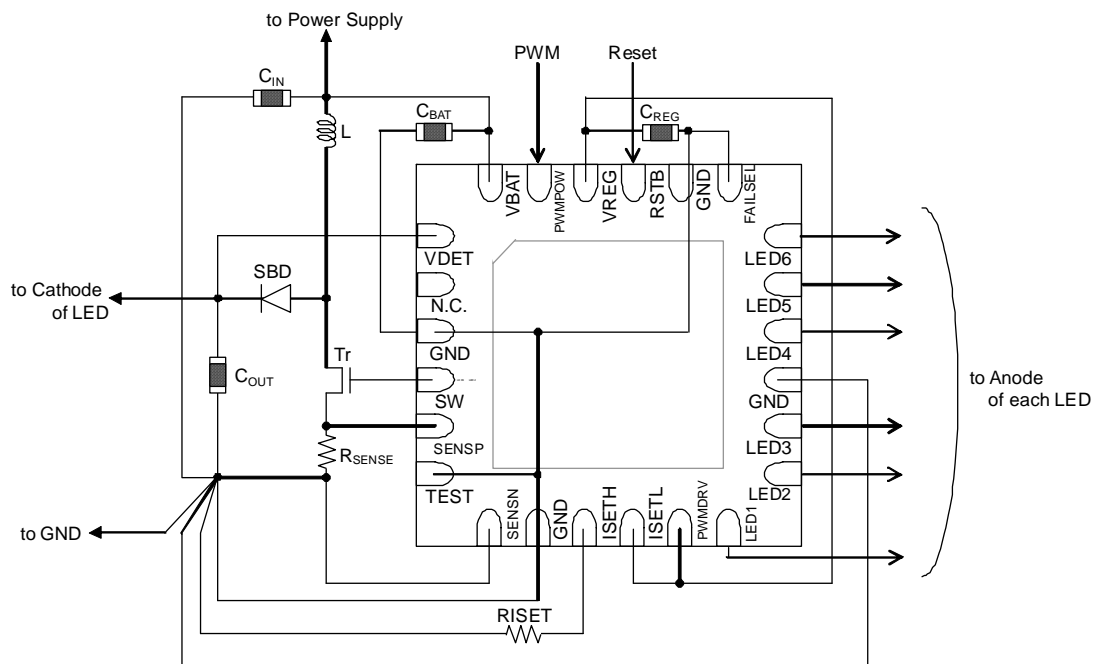 to Power Supply
PWM
Reset
CIN
CBAT
CREG
L
VBAT
PWMPOW
VREG
RSTB
GND
FAILSEL
VDET
LED6
SBD
to Cathode
of LED
N.C.
LED5
GND
LED4
Tr
COUT
SW
GND
to Anode
of each LED
SENSP
LED3
RSENSE
TEST
LED2
SENSN
GND
ISETH
ISETL
PWMDRV
LED1
to GND
RISET